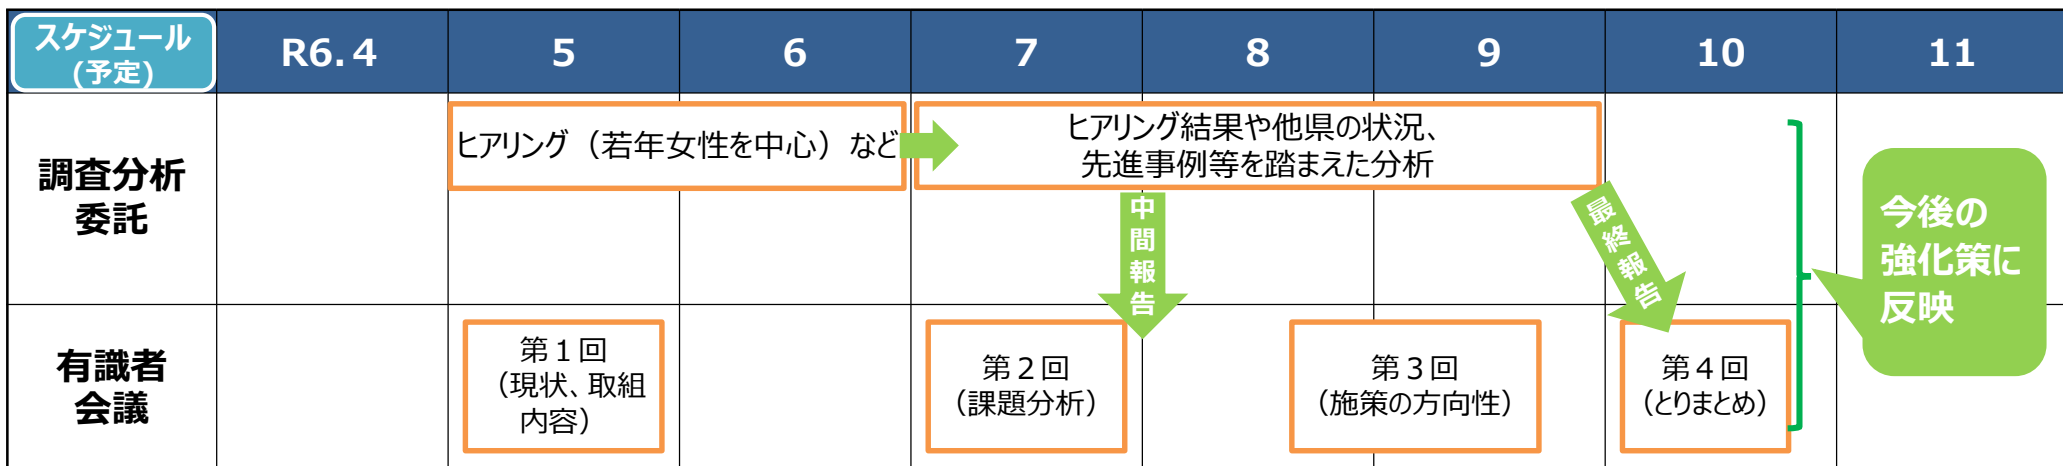 スケジュール
(予定)
R6.4
5
6
7
8
9
10
11
調査分析
委託
ヒアリング（若年女性を中心）など
ヒアリング結果や他県の状況、
先進事例等を踏まえた分析
中間報告
最終報告
今後の
強化策に
反映
有識者
会議
第１回
（現状、取組
内容）
第２回
（課題分析）
第３回
（施策の方向性）
第４回
（とりまとめ）